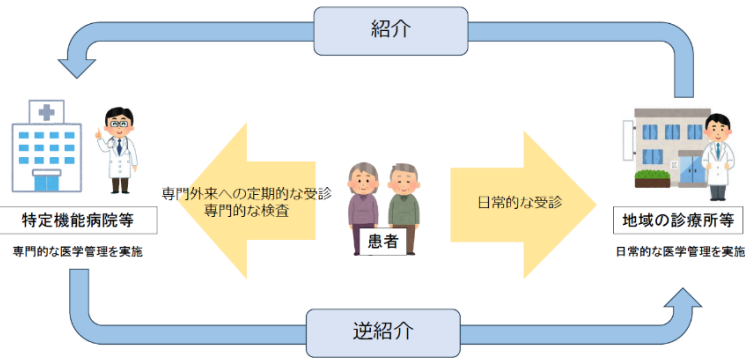 紹介
専門外来への定期的な受診
専門的な検査
日常的な受診
特定機能病院等
患者
地域の診療所等
専門的な医学管理を実施
日常的な医学管理を実施
逆紹介